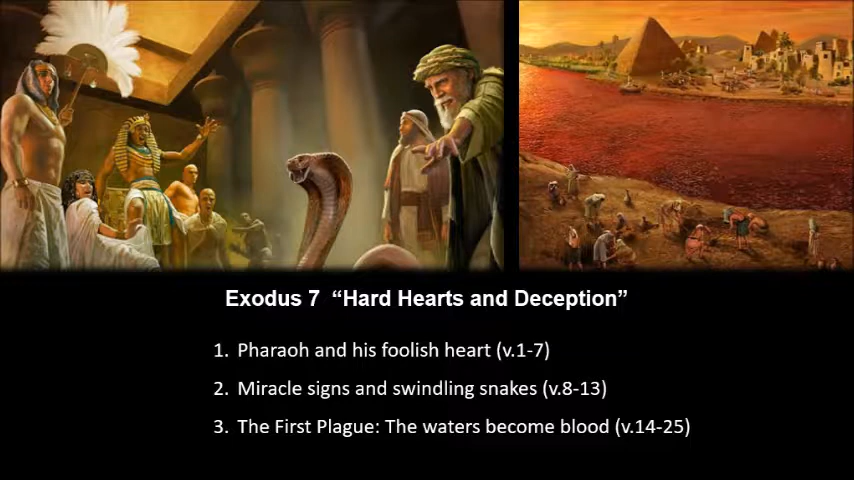 Exodus 7 “Hard Hearts and Deception”
1. Pharaoh and his foolish heart (v.1-7)
2. Miracle signs and swindling snakes (v.8-13)
3. The First Plague: The waters become blood (v.14-25)